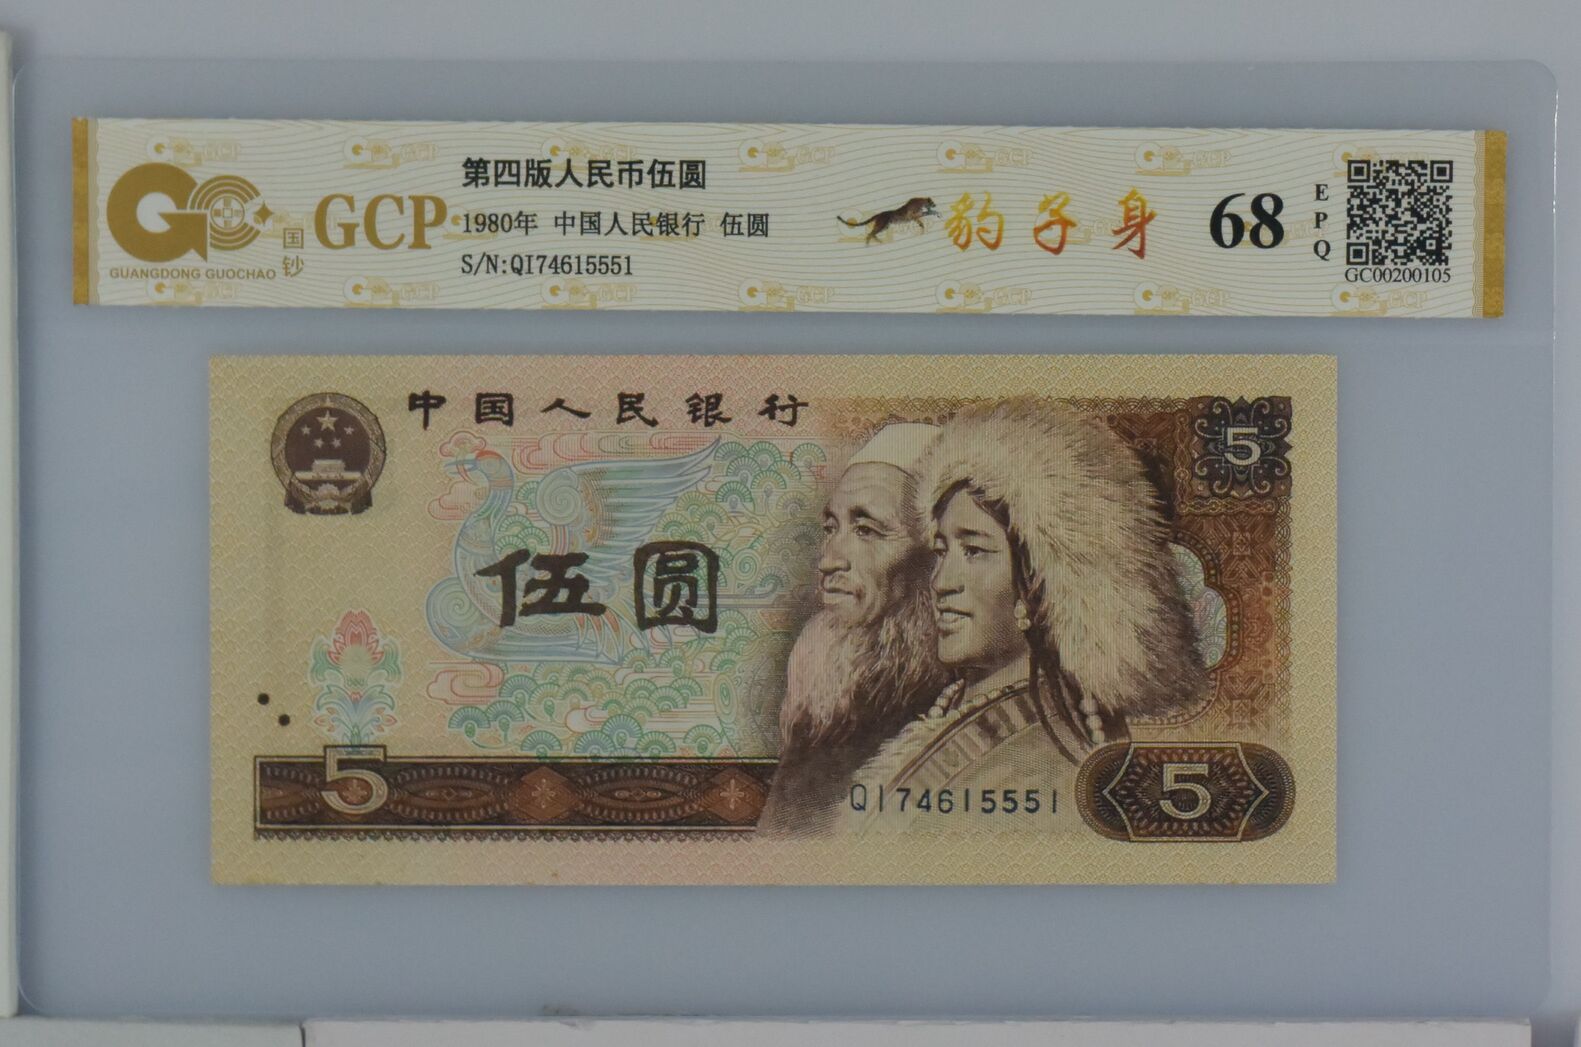 第四版人民币伍圆
1980年 中国人民银行 伍圆
S/N:QI74615551
GUANGDONG GUOCHAO
国钞
GCP
豹子身
68
EPQ
GC00200105
中国人民银行
5
伍圆
5
QI74615551
5